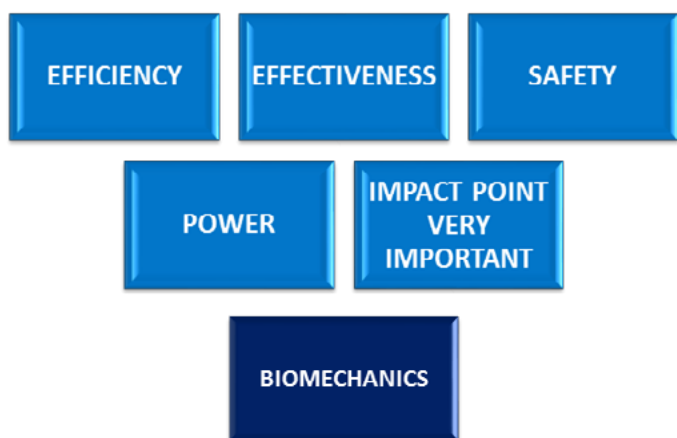 EFFICIENCY
EFFECTIVENESS
SAFETY
POWER
IMPACT POINT
VERY
IMPORTANT
BIOMECHANICS